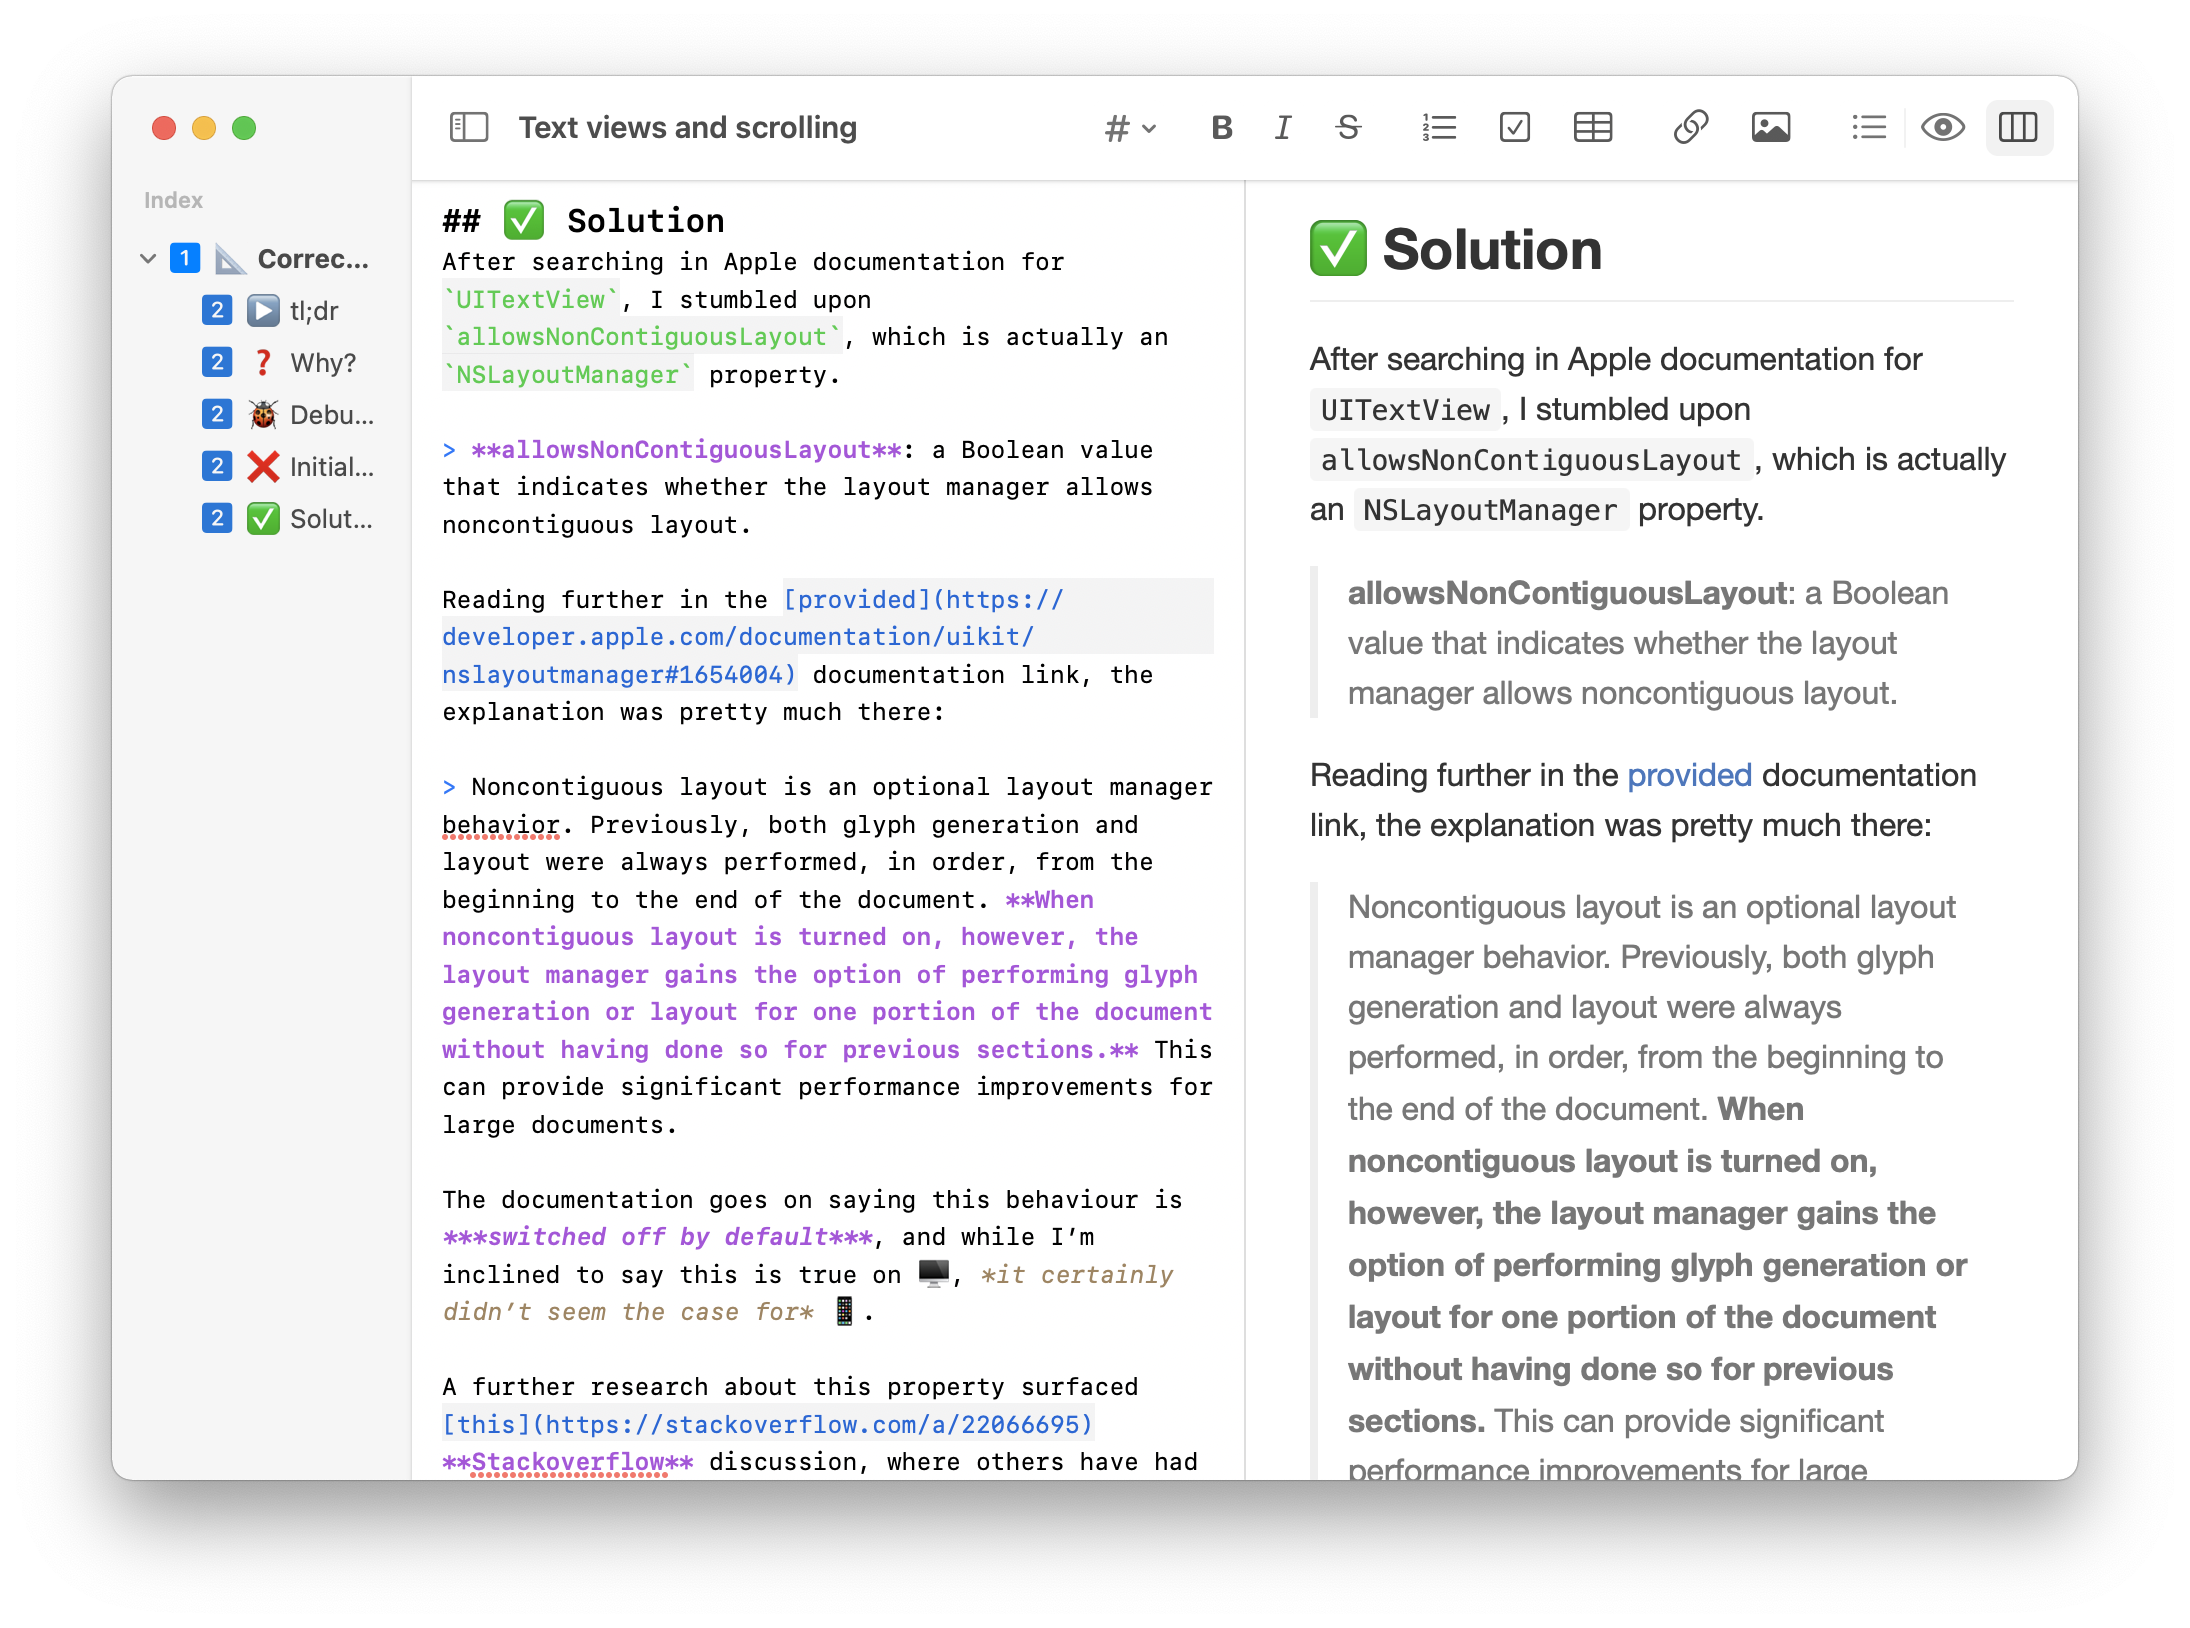 Text views and scrolling
#
B I S
Index
1 📐 Correc...
2 ▶️ tl;dr
2 ❓ Why?
2 🐞 Debu...
2 ❌ Initial...
2 ✅ Solut...
## ✅ Solution
After searching in Apple documentation for
`UITextView`, I stumbled upon
`allowsNonContiguousLayout`, which is actually an
`NSLayoutManager` property.
> **allowsNonContiguousLayout**: a Boolean value
that indicates whether the layout manager allows
noncontiguous layout.
Reading further in the [provided](https://
developer.apple.com/documentation/uikit/
nslayoutmanager#1654004) documentation link, the
explanation was pretty much there:
> Noncontiguous layout is an optional layout manager
behavior. Previously, both glyph generation and
layout were always performed, in order, from the
beginning to the end of the document. **When
noncontiguous layout is turned on, however, the
layout manager gains the option of performing glyph
generation or layout for one portion of the document
without having done so for previous sections.** This
can provide significant performance improvements for
large documents.
The documentation goes on saying this behaviour is
***switched off by default***, and while I’m
inclined to say this is true on 🖥️, *it certainly
didn’t seem the case for* 📱.
A further research about this property surfaced
[this](https://stackoverflow.com/a/22066695)
**Stackoverflow** discussion, where others have had
✅ Solution
After searching in Apple documentation for
UITextView, I stumbled upon
allowsNonContiguousLayout, which is actually
an NSLayoutManager property.
allowsNonContiguousLayout: a Boolean
value that indicates whether the layout
manager allows noncontiguous layout.
Reading further in the provided documentation
link, the explanation was pretty much there:
Noncontiguous layout is an optional layout
manager behavior. Previously, both glyph
generation and layout were always
performed, in order, from the beginning to
the end of the document. When
noncontiguous layout is turned on,
however, the layout manager gains the
option of performing glyph generation or
layout for one portion of the document
without having done so for previous
sections. This can provide significant
performance improvements for large